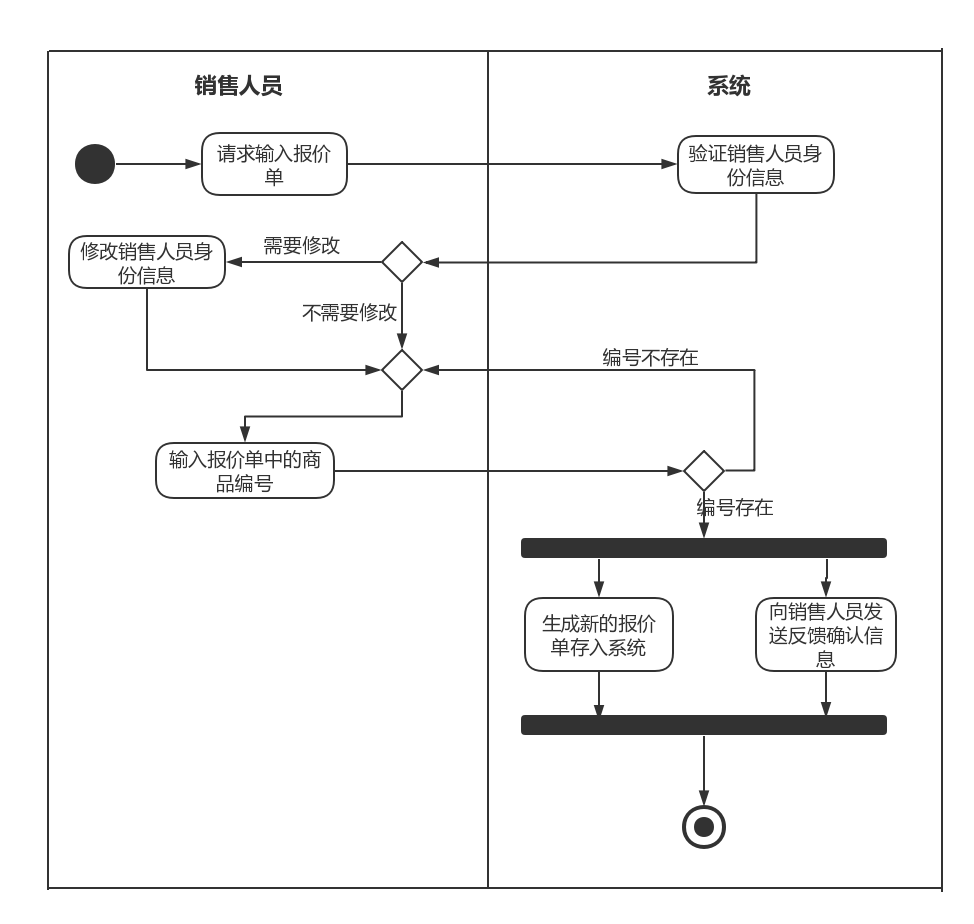 销售人员
系统
请求输入报价
单
验证销售人员身
份信息
需要修改
修改销售人员身
份信息
不需要修改
编号不存在
输入报价单中的商
品编号
编号存在
生成新的报价
单存入系统
向销售人员发
送反馈确认信
息